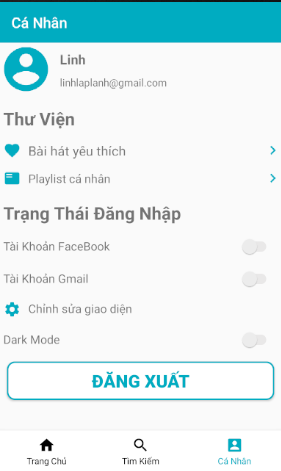 Cá Nhân
Linh
linhlaplanh@gmail.com
Thư Viện
Bài hát yêu thích
Playlist cá nhân
Trạng Thái Đăng Nhập
Tài Khoản FaceBook
Tài Khoản Gmail
Chỉnh sửa giao diện
Dark Mode
ĐĂNG XUẤT
Trang Chủ
Tìm Kiếm
Cá Nhân